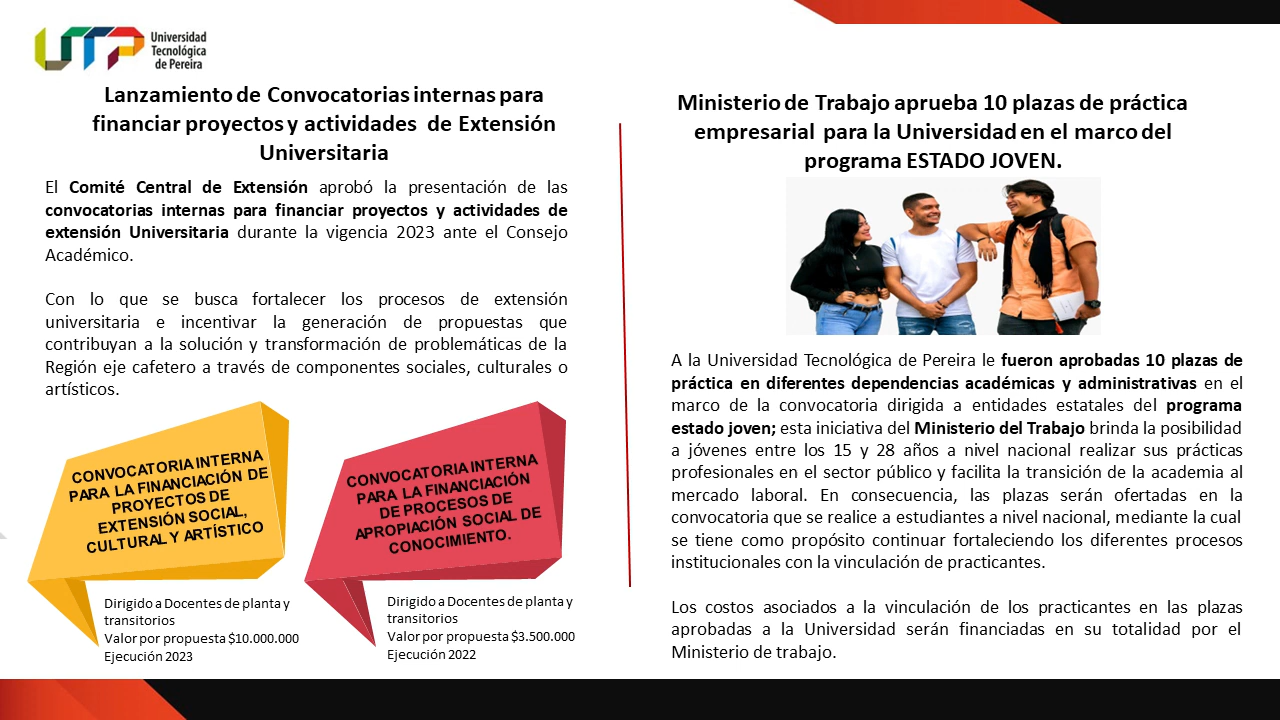 Universidad
Tecnológica
de Pereira
Lanzamiento de Convocatorias internas para
financiar proyectos y actividades de Extensión
Universitaria
El Comité Central de Extensión aprobó la presentación de las
convocatorias internas para financiar proyectos y actividades de
extensión Universitaria durante la vigencia 2023 ante el Consejo
Académico.
Con lo que se busca fortalecer los procesos de extensión
universitaria e incentivar la generación de propuestas que
contribuyan a la solución y transformación de problemáticas de la
Región eje cafetero a través de componentes sociales, culturales o
artísticos.
CONVOCATORIA INTERNA
PARA LA FINANCIACIÓN DE
PROYECTOS DE
EXTENSIÓN SOCIAL,
CULTURAL Y ARTÍSTICO
Dirigido a Docentes de planta y
transitorios
Valor por propuesta $10.000.000
Ejecución 2023
CONVOCATORIA INTERNA
PARA LA FINANCIACIÓN
DE PROCESOS DE
APROPIACIÓN SOCIAL DE
CONOCIMIENTO.
Dirigido a Docentes de planta y
transitorios
Valor por propuesta $3.500.000
Ejecución 2022
Ministerio de Trabajo aprueba 10 plazas de práctica
empresarial para la Universidad en el marco del
programa ESTADO JOVEN.
A la Universidad Tecnológica de Pereira le fueron aprobadas 10 plazas de
práctica en diferentes dependencias académicas y administrativas en el
marco de la convocatoria dirigida a entidades estatales del programa
estado joven; esta iniciativa del Ministerio del Trabajo brinda la posibilidad
a jóvenes entre los 15 y 28 años a nivel nacional realizar sus prácticas
profesionales en el sector público y facilita la transición de la academia al
mercado laboral. En consecuencia, las plazas serán ofertadas en la
convocatoria que se realice a estudiantes a nivel nacional, mediante la cual
se tiene como propósito continuar fortaleciendo los diferentes procesos
institucionales con la vinculación de practicantes.
Los costos asociados a la vinculación de los practicantes en las plazas
aprobadas a la Universidad serán financiadas en su totalidad por el
Ministerio de trabajo.